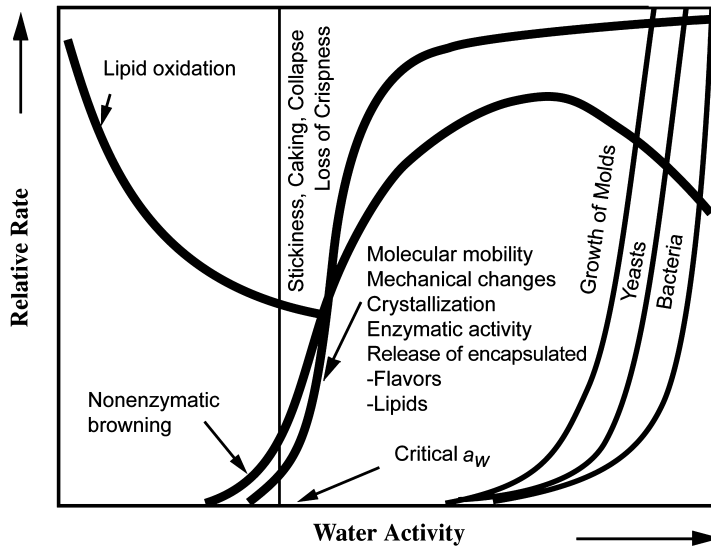 Lipid oxidation
Stickiness, Caking, Collapse
Loss of Crispness
Molecular mobility
Mechanical changes
Crystallization
Enzymatic activity
Release of encapsulated
-Flavors
-Lipids
Growth of Molds
Yeasts
Bacteria
Nonenzymatic
browning
Critical aw
Relative Rate
Water Activity